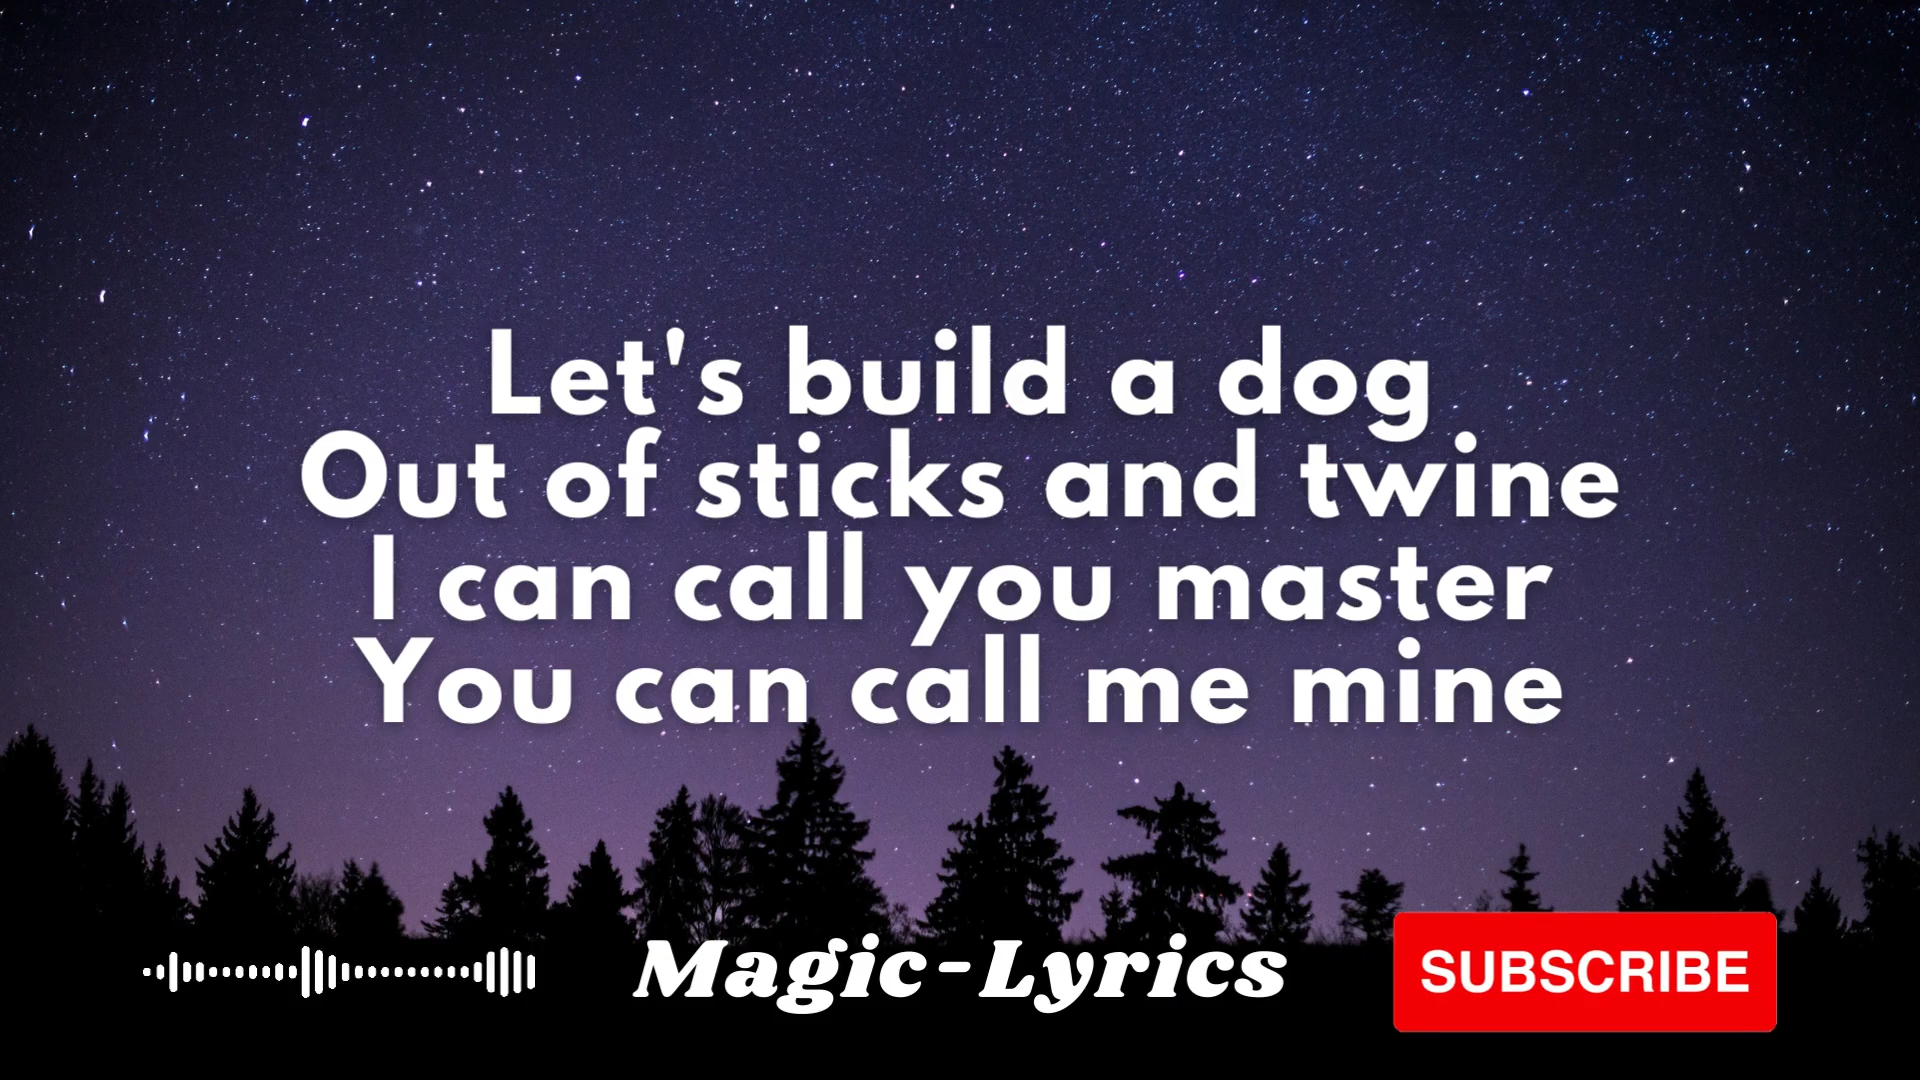 Let's build a dog
Out of sticks and twine
I can call you master
You can call me mine
Magic-Lyrics
SUBSCRIBE